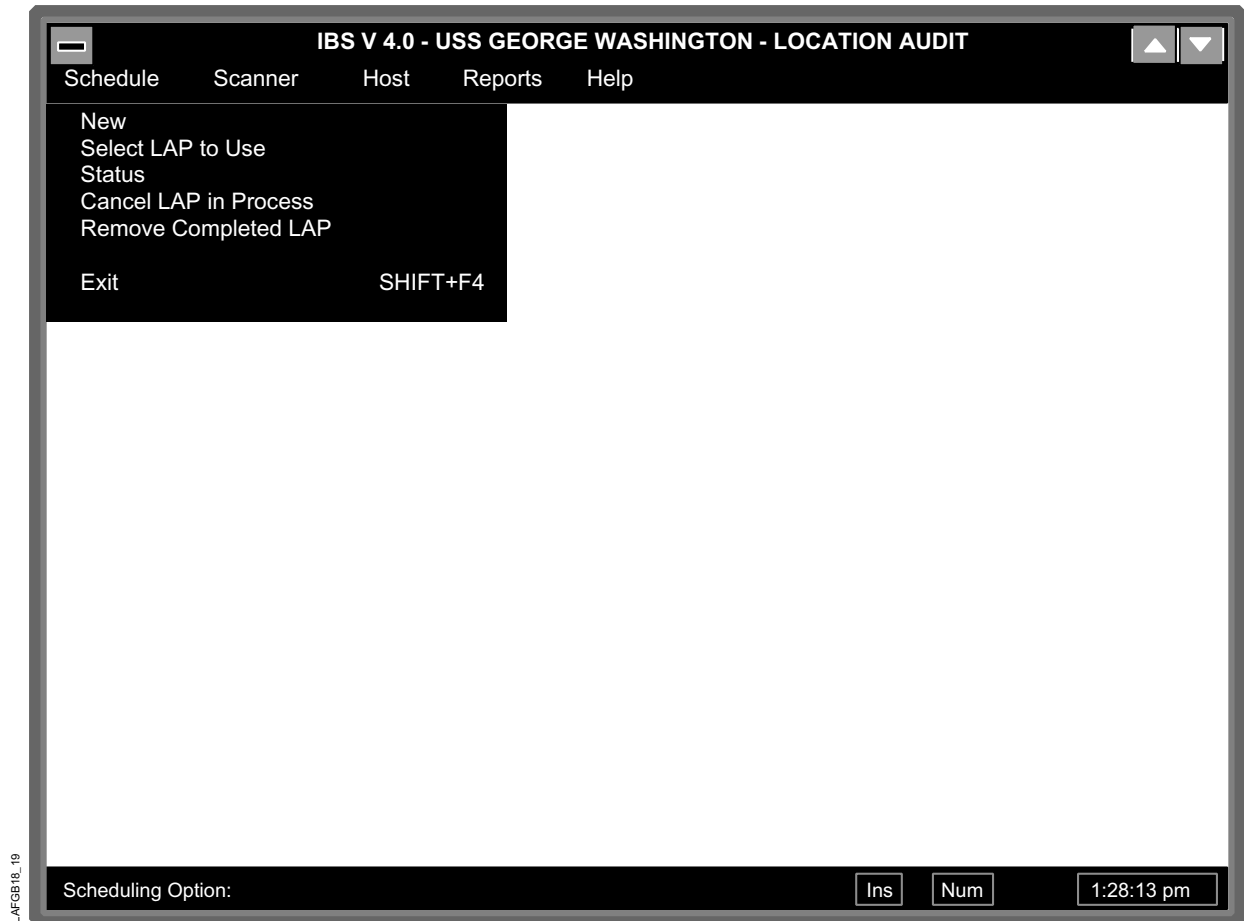 IBS V 4.0 - USS GEORGE WASHINGTON - LOCATION AUDIT
Schedule Scanner Host Reports Help
New
Select LAP to Use
Status
Cancel LAP in Process
Remove Completed LAP
Exit SHIFT+F4
Scheduling Option: Ins Num 1:28:13 pm
_AFGB18_19